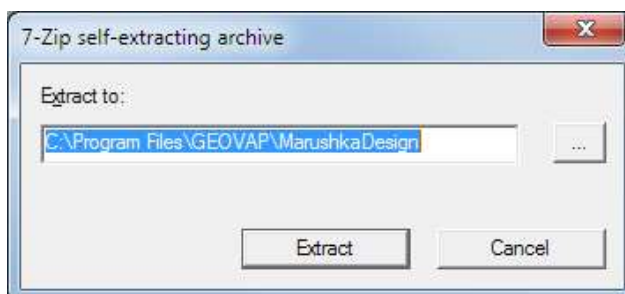 7-Zip self-extracting archive
Extract to:
C:\Program Files\GEOVAP\MarushkaDesign
...
Extract
Cancel